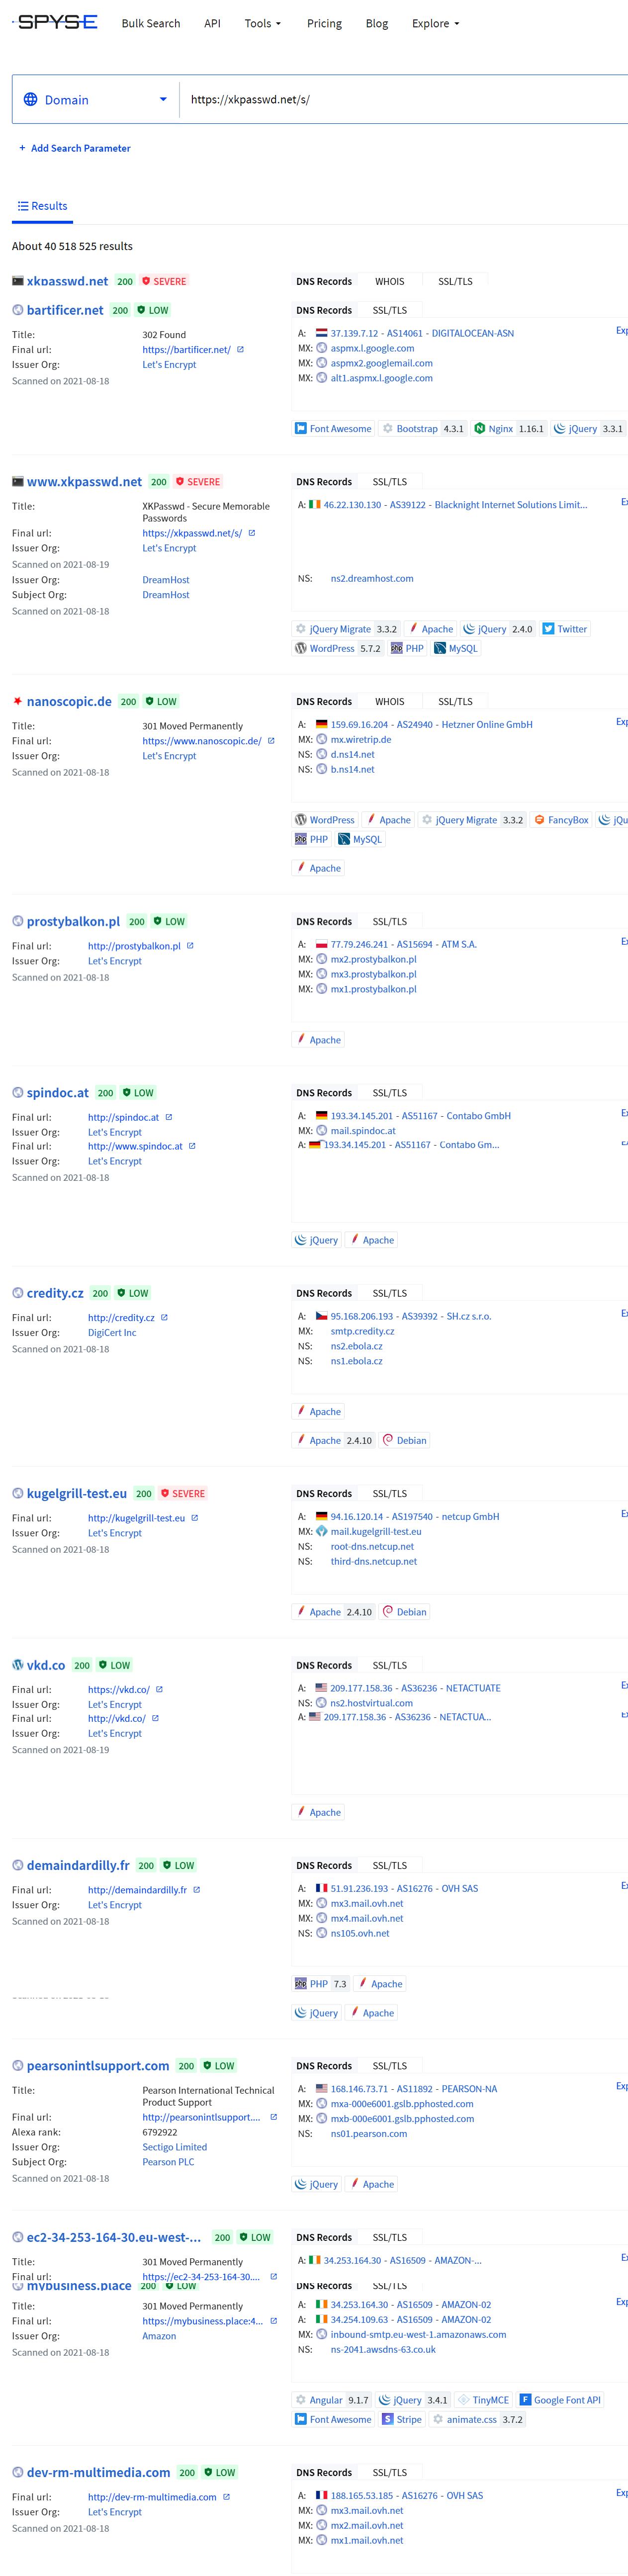 SPYSE Bulk Search API Tools Pricing Blog Explore
Domain https://xkpasswd.net/s/
+ Add Search Parameter
Results
About 40 518 525 results
xkpasswd.net 200 SEVERE DNS Records WHOIS SSL/TLS
bartificer.net 200 LOW DNS Records SSL/TLS
Title: 302 Found A: 37.139.7.12 - AS14061 - DIGITALOCEAN-ASN
Final url: https://bartificer.net/ MX: aspmx.l.google.com
Issuer Org: Let's Encrypt MX: aspmx2.googlemail.com
Scanned on 2021-08-18 MX: alt1.aspmx.l.google.com
Font Awesome Bootstrap 4.3.1 Nginx 1.16.1 jQuery 3.3.1
www.xkpasswd.net 200 SEVERE DNS Records SSL/TLS
Title: XKPasswd - Secure Memorable Passwords A: 46.22.130.130 - AS39122 - Blacknight Internet Solutions Limit...
Final url: https://xkpasswd.net/s/
Issuer Org: Let's Encrypt
Scanned on 2021-08-19
Issuer Org: DreamHost NS: ns2.dreamhost.com
Subject Org: DreamHost
Scanned on 2021-08-18
jQuery Migrate 3.3.2 Apache jQuery 2.4.0 Twitter
WordPress 5.7.2 PHP MySQL
nanoscopic.de 200 LOW DNS Records WHOIS SSL/TLS
Title: 301 Moved Permanently A: 159.69.16.204 - AS24940 - Hetzner Online GmbH
Final url: https://www.nanoscopic.de/ MX: mx.wiretrip.de
Issuer Org: Let's Encrypt NS: d.ns14.net
Scanned on 2021-08-18 NS: b.ns14.net
WordPress Apache jQuery Migrate 3.3.2 FancyBox jQu
PHP MySQL
Apache
prostybalkon.pl 200 LOW DNS Records SSL/TLS
Final url: http://prostybalkon.pl A: 77.79.246.241 - AS15694 - ATM S.A.
Issuer Org: Let's Encrypt MX: mx2.prostybalkon.pl
Scanned on 2021-08-18 MX: mx3.prostybalkon.pl
MX: mx1.prostybalkon.pl
Apache
spindoc.at 200 LOW DNS Records SSL/TLS
Final url: http://spindoc.at A: 193.34.145.201 - AS51167 - Contabo GmbH
Issuer Org: Let's Encrypt MX: mail.spindoc.at
Final url: http://www.spindoc.at A: 193.34.145.201 - AS51167 - Contabo Gm...
Issuer Org: Let's Encrypt
Scanned on 2021-08-18
jQuery Apache
credity.cz 200 LOW DNS Records SSL/TLS
Final url: http://credity.cz A: 95.168.206.193 - AS39392 - SH.cz s.r.o.
Issuer Org: DigiCert Inc MX: smtp.credity.cz
Scanned on 2021-08-18 NS: ns2.ebola.cz
NS: ns1.ebola.cz
Apache
Apache 2.4.10 Debian
kugelgrill-test.eu 200 SEVERE DNS Records SSL/TLS
Final url: http://kugelgrill-test.eu A: 94.16.120.14 - AS197540 - netcup GmbH
Issuer Org: Let's Encrypt MX: mail.kugelgrill-test.eu
Scanned on 2021-08-18 NS: root-dns.netcup.net
NS: third-dns.netcup.net
Apache 2.4.10 Debian
vkd.co 200 LOW DNS Records SSL/TLS
Final url: https://vkd.co/ A: 209.177.158.36 - AS36236 - NETACTUATE
Issuer Org: Let's Encrypt NS: ns2.hostvirtual.com
Final url: http://vkd.co/ A: 209.177.158.36 - AS36236 - NETACTUA...
Issuer Org: Let's Encrypt
Scanned on 2021-08-19
Apache
demaindardilly.fr 200 LOW DNS Records SSL/TLS
Final url: http://demaindardilly.fr A: 51.91.236.193 - AS16276 - OVH SAS
Issuer Org: Let's Encrypt MX: mx3.mail.ovh.net
Scanned on 2021-08-18 MX: mx4.mail.ovh.net
NS: ns105.ovh.net
PHP 7.3 Apache
jQuery Apache
pearsonintlsupport.com 200 LOW DNS Records SSL/TLS
Title: Pearson International Technical Product Support A: 168.146.73.71 - AS11892 - PEARSON-NA
MX: mxa-000e6001.gslb.pphosted.com
Final url: http://pearsonintlsupport.... MX: mxb-000e6001.gslb.pphosted.com
Alexa rank: 6792922 NS: ns01.pearson.com
Issuer Org: Sectigo Limited
Subject Org: Pearson PLC
Scanned on 2021-08-18 jQuery Apache
ec2-34-253-164-30.eu-west-... 200 LOW DNS Records SSL/TLS
Title: 301 Moved Permanently A: 34.253.164.30 - AS16509 - AMAZON-...
Final url: https://ec2-34-253-164-30....
mybusiness.place 200 LOW DNS Records SSL/TLS
Title: 301 Moved Permanently A: 34.253.164.30 - AS16509 - AMAZON-02
Final url: https://mybusiness.place:4... A: 34.254.109.63 - AS16509 - AMAZON-02
Issuer Org: Amazon MX: inbound-smtp.eu-west-1.amazonaws.com
Scanned on 2021-08-18 NS: ns-2041.awsdns-63.co.uk
Angular 9.1.7 jQuery 3.4.1 TinyMCE Google Font API
Font Awesome Stripe animate.css 3.7.2
dev-rm-multimedia.com 200 LOW DNS Records SSL/TLS
Final url: http://dev-rm-multimedia.com A: 188.165.53.185 - AS16276 - OVH SAS
Issuer Org: Let's Encrypt MX: mx3.mail.ovh.net
Scanned on 2021-08-18 MX: mx2.mail.ovh.net
MX: mx1.mail.ovh.net